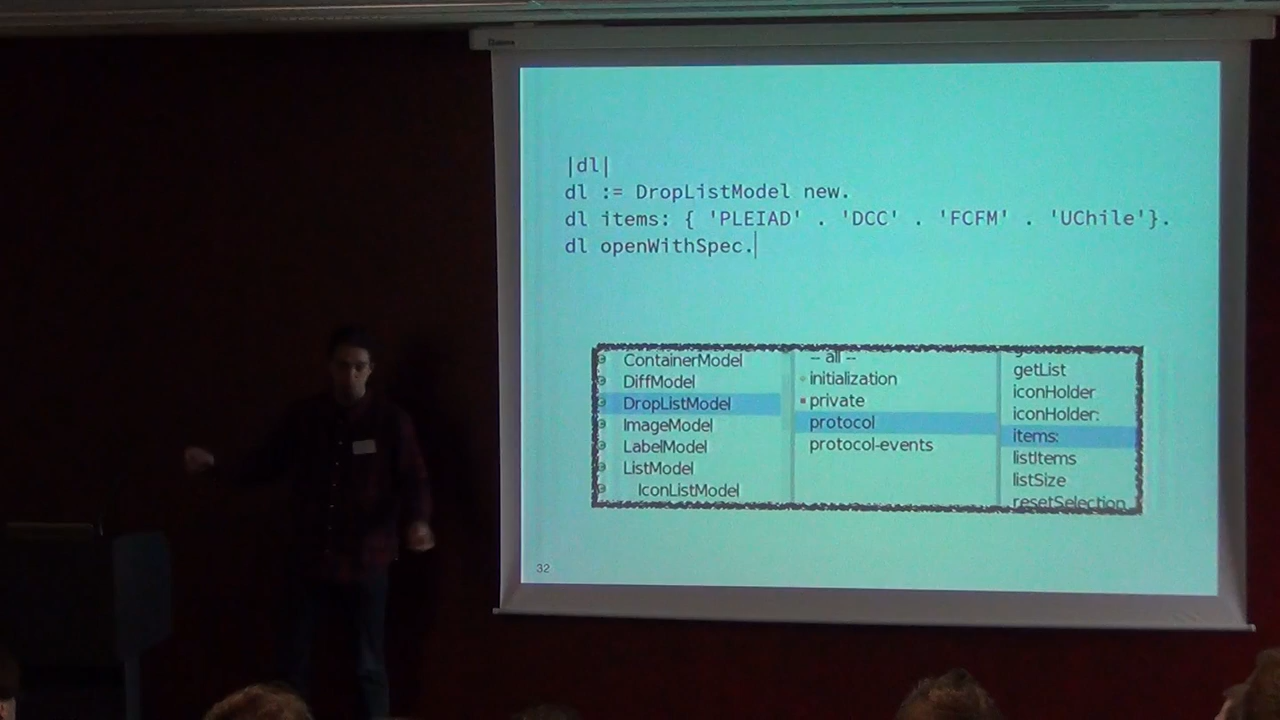 |dl|
dl := DropListModel new.
dl items: { 'PLEIAD' . 'DCC' . 'FCFM' . 'UChile'}.
dl openWithSpec.
ContainerModel
DiffModel
DropListModel
ImageModel
LabelModel
ListModel
IconListModel
-- all --
initialization
private
protocol
protocol-events
getList
iconHolder
iconHolder:
items:
listItems
listSize
resetSelection
32